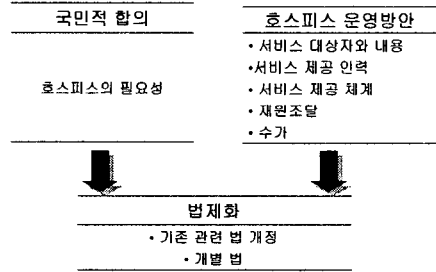 국민적 합의
호스피스의 필요성
호스피스 운영방안
• 서비스 대상자와 내용
•서비스 제공 인력
• 서비스 제공 체계
• 재원조달
• 수가
법제화
• 기존 관련 법 개정
• 개별 법